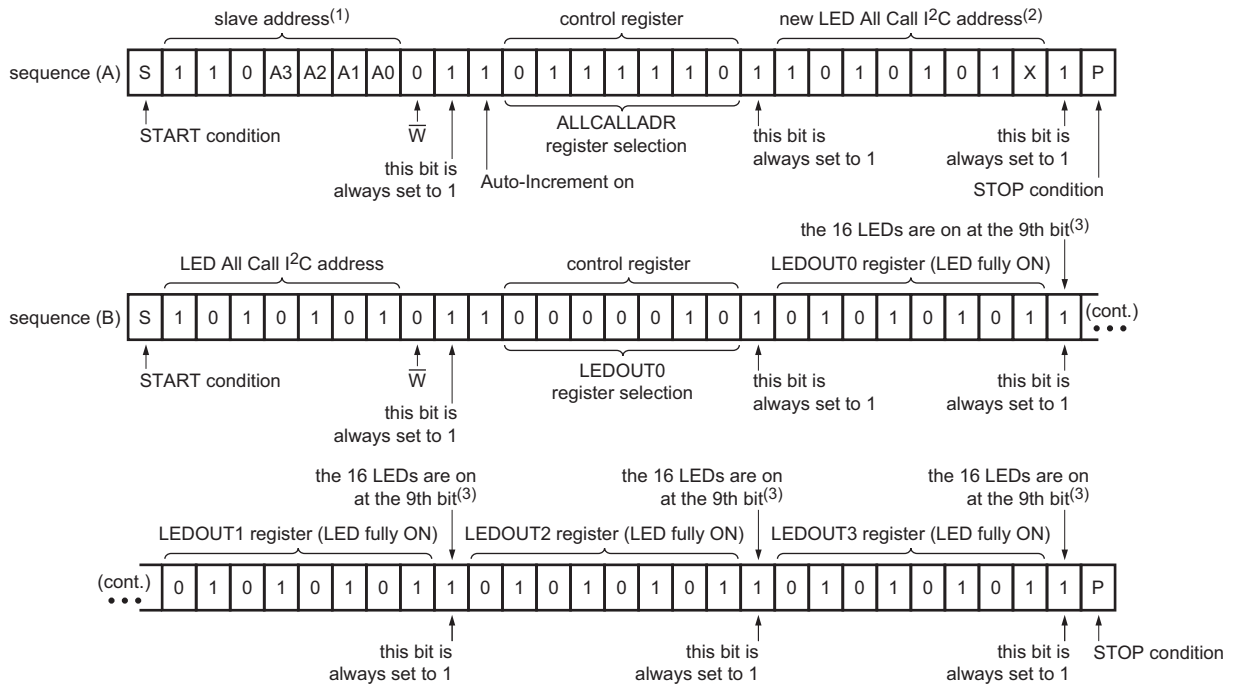 slave address(1) control register new LED All Call I2C address(2)
sequence (A) S 1 1 0 A3 A2 A1 A0 0 1 1 0 1 1 1 1 1 0 1 1 0 1 0 1 0 1 X 1 P
START condition W ALLCALLADR this bit is this bit is
register selection always set to 1 always set to 1
this bit is
always set to 1 Auto-Increment on STOP condition
the 16 LEDs are on at the 9th bit(3)
LED All Call I2C address control register LEDOUT0 register (LED fully ON)
sequence (B) S 1 0 1 0 1 0 1 0 1 1 0 0 0 0 0 1 0 1 0 1 0 1 0 1 0 1 1 (cont.)
START condition W LEDOUT0 this bit is this bit is
register selection always set to 1 always set to 1
this bit is
always set to 1
the 16 LEDs are on the 16 LEDs are on the 16 LEDs are on
at the 9th bit(3) at the 9th bit(3) at the 9th bit(3)
LEDOUT1 register (LED fully ON) LEDOUT2 register (LED fully ON) LEDOUT3 register (LED fully ON)
(cont.) 0 1 0 1 0 1 0 1 1 0 1 0 1 0 1 0 1 1 0 1 0 1 0 1 0 1 1 P
this bit is this bit is this bit is STOP condition
always set to 1 always set to 1 always set to 1